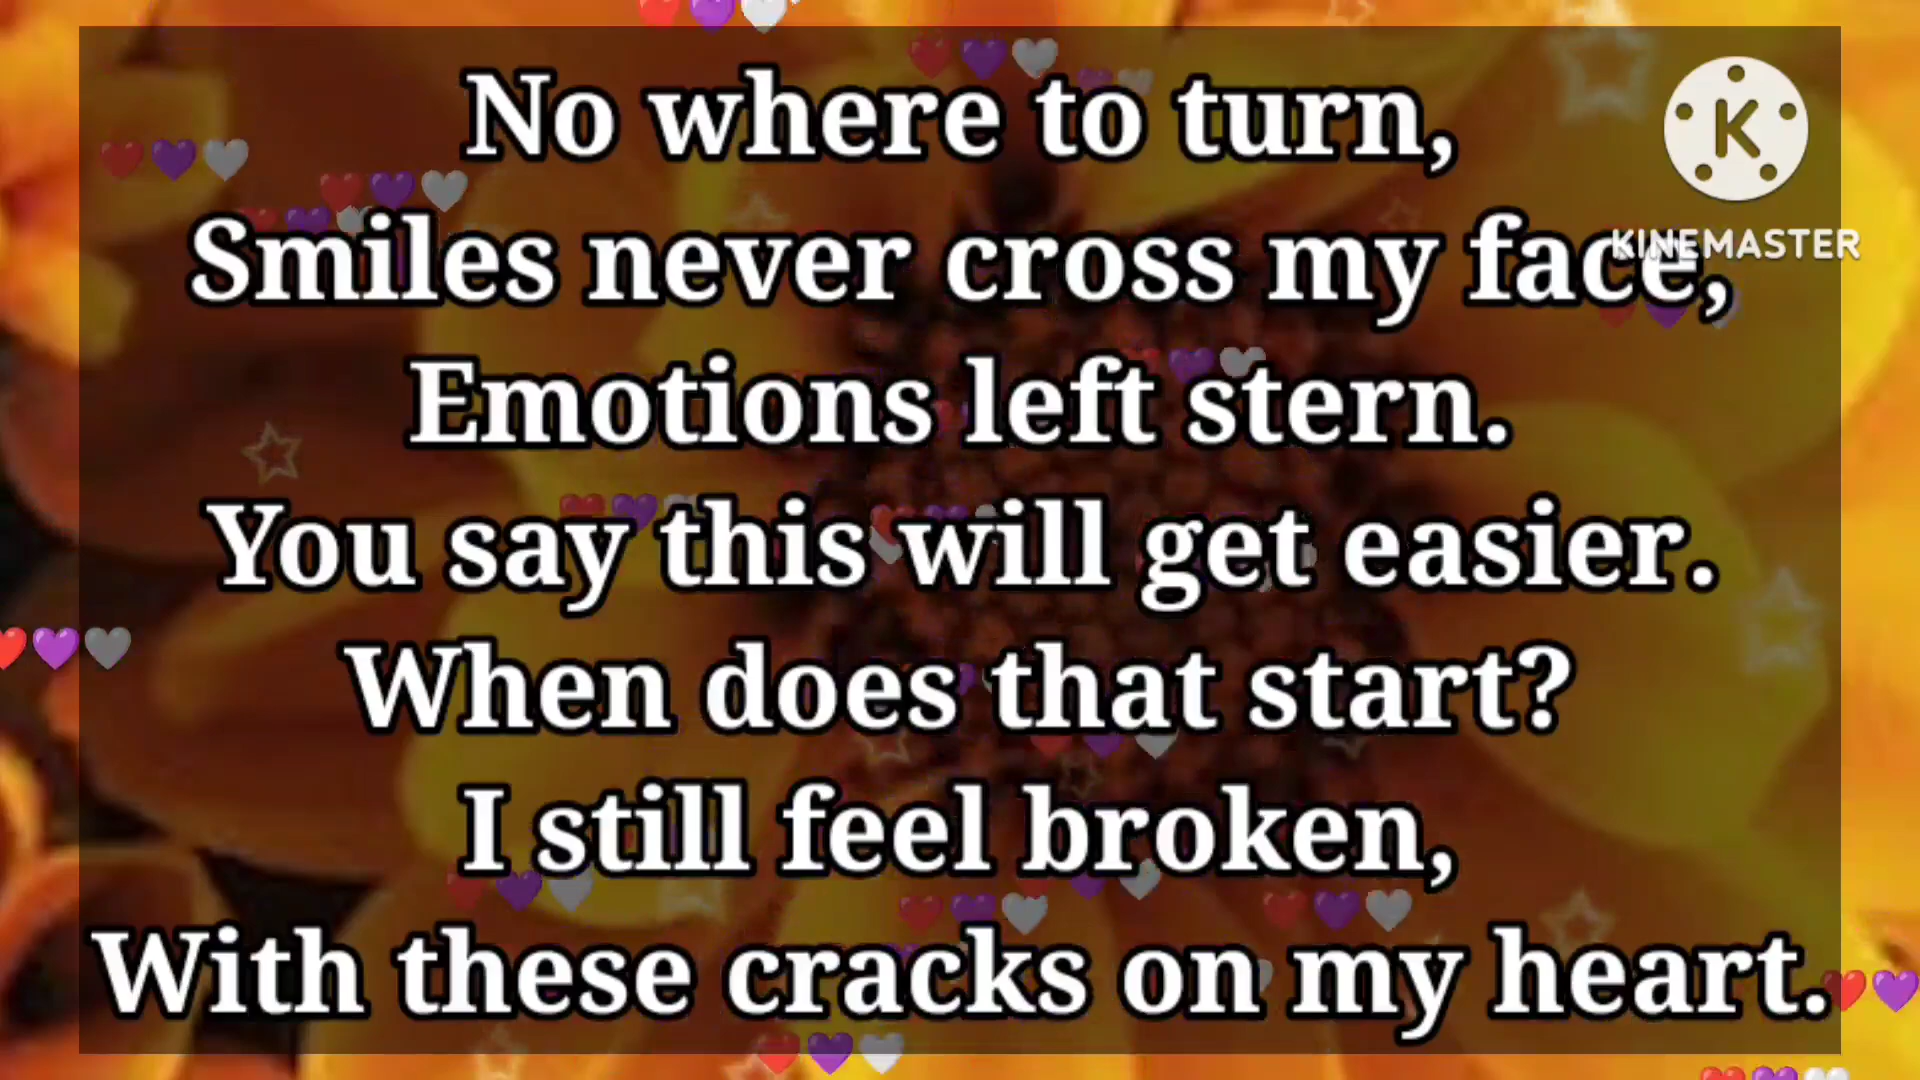 No where to turn,
Smiles never cross my face,
Emotions left stern.
You say this will get easier.
When does that start?
I still feel broken,
With these cracks on my heart.
K
KINEMASTER